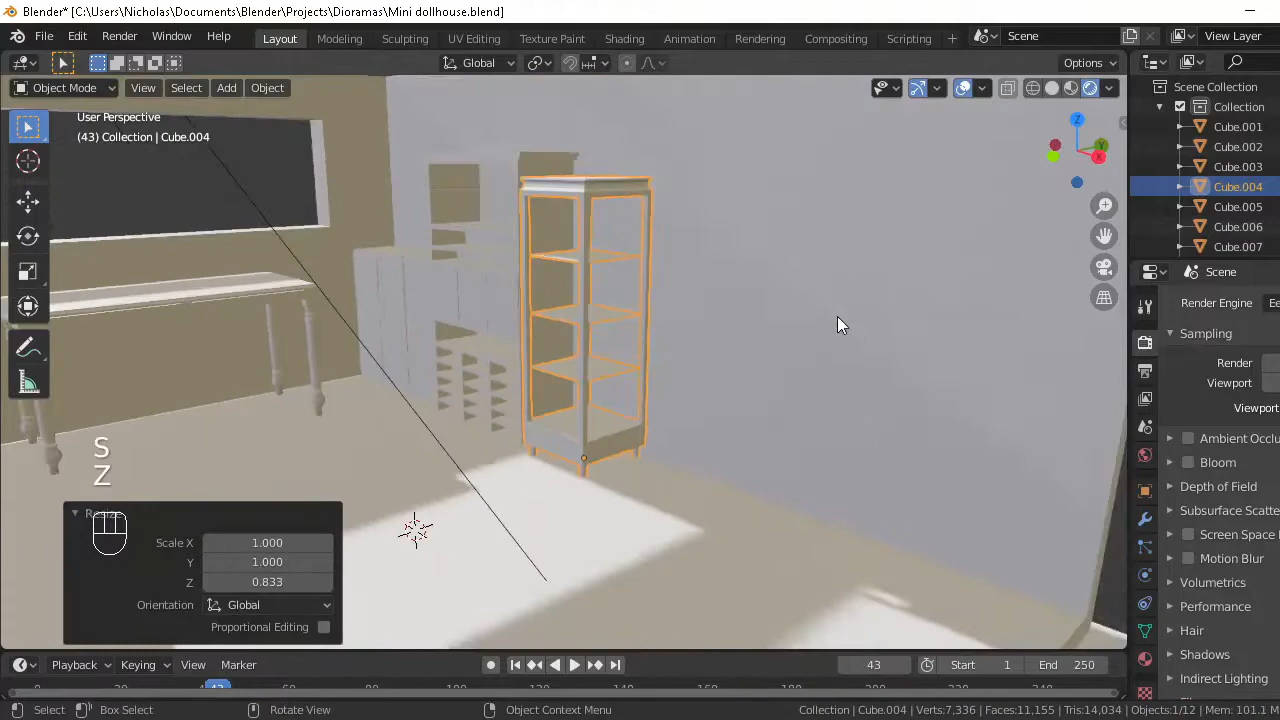 Blender* [C:\Users\Nicholas\Documents\Blender\Projects\Dioramas\Mini dollhouse.blend]
File Edit Render Window Help Layout Modeling Sculpting UV Editing Texture Paint Shading Animation Rendering Compositing Scripting + Scene View Layer
Global Options
Object Mode View Select Add Object
Scene Collection
Collection
Cube.001
Cube.002
Cube.003
Cube.004
Cube.005
Cube.006
Cube.007
User Perspective
(43) Collection | Cube.004
Z
Y
X
S
Z
Scale X 1.000
Y 1.000
Z 0.833
Orientation Global
Proportional Editing
Scene
Render Engine Ee
Sampling
Render
Viewport
Viewport
Ambient Occlu
Bloom
Depth of Field
Subsurface Scatte
Screen Space
Motion Blur
Volumetrics
Performance
Hair
Shadows
Indirect Lighting
Playback Keying View Marker 43 Start 1 End 250
43
Select Box Select Rotate View Object Context Menu Collection | Cube.004 | Verts:7,336 | Faces:11,155 | Tris:14,034 | Objects:1/12 | Mem: 101.1 M